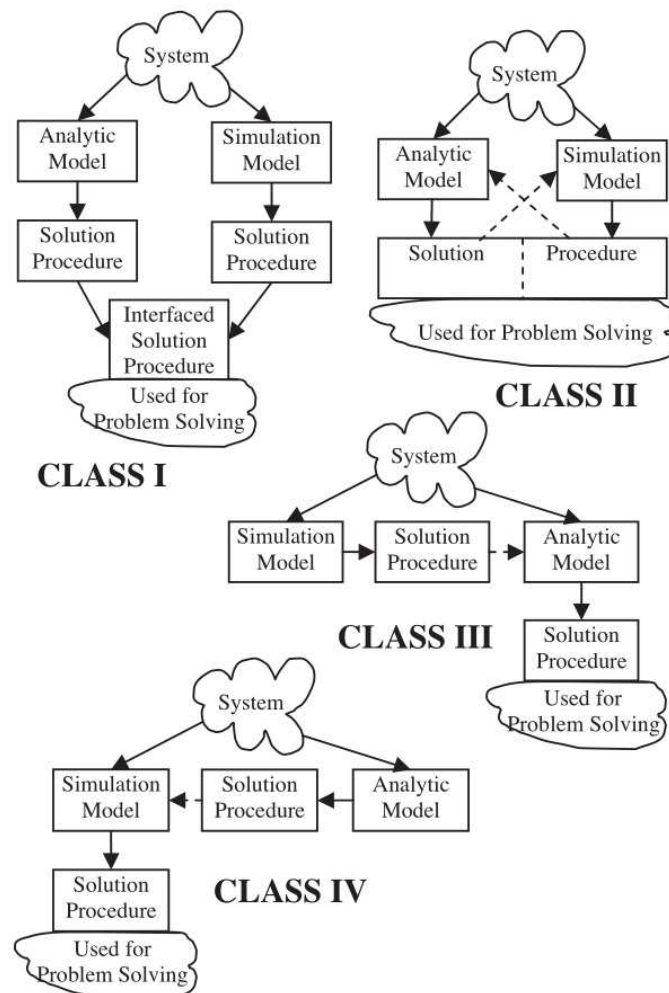 System
Analytic
Model
Simulation
Model
Solution
Procedure
Solution
Procedure
Interfaced
Solution
Procedure
Used for
Problem Solving
CLASS I
System
Analytic
Model
Simulation
Model
Solution
Procedure
Used for Problem Solving
CLASS II
System
Simulation
Model
Solution
Procedure
Analytic
Model
CLASS III
Solution
Procedure
Used for
Problem Solving
System
Simulation
Model
Solution
Procedure
Analytic
Model
Solution
Procedure
CLASS IV
Used for
Problem Solving